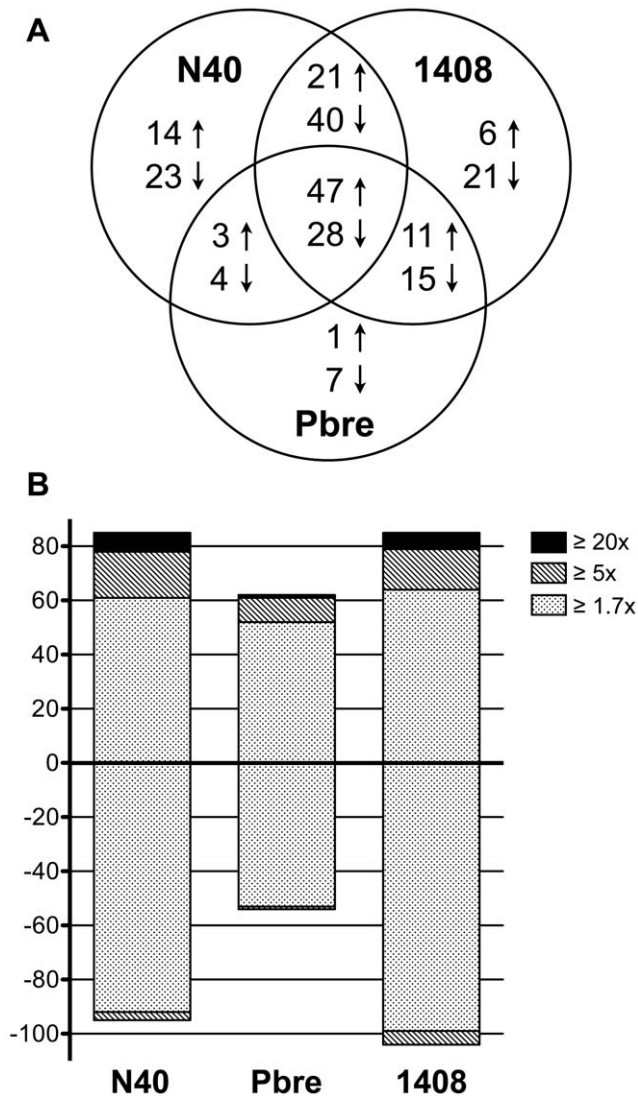 A
N40 1408
21 ↑
40 ↓
14 ↑ 6 ↑
23 ↓ 21 ↓
47 ↑
28 ↓
3 ↑ 11 ↑
4 ↓ 15 ↓
1 ↑
7 ↓
Pbre
B
≥ 20x
≥ 5x
≥ 1.7x
80
60
40
20
0
-20
-40
-60
-80
-100
N40 Pbre 1408